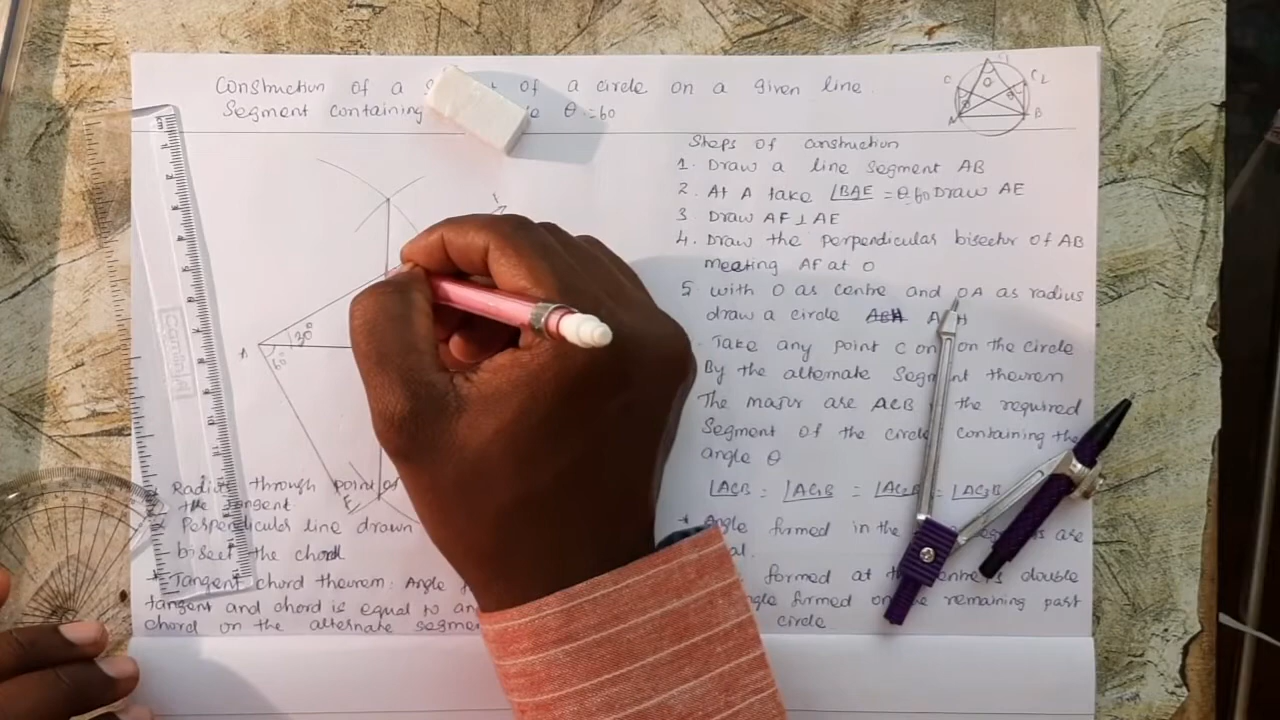 Construction of a of a circle on a given line
Segment containing θ = 60
Steps of construction
1. Draw a line segment AB
2. At A take ∠BAE = θ 60 Draw AE
3 Draw AF ⊥ AE
4. Draw the perpendicular bisector of AB
meeting AF at O
5 with O as centre and OA as radius
draw a circle ABH A H
Take any point C on on the circle
By the alternate segment theorem
The major are ACB the required
Segment of the circle containing the
angle θ
∠ACB = ∠AC1B = ∠AC2B = ∠AC3B
* Angle formed in the are
formed at the double
formed on remaining part
circle
A
30°
60
E
* Radius through point of
the tangent
* Perpendicular line drawn
bisect the chord
* Tangent chord theorem: Angle
tangent and chord is equal to an
chord on the alternate segme
camlin
A
B
C
C2
θ